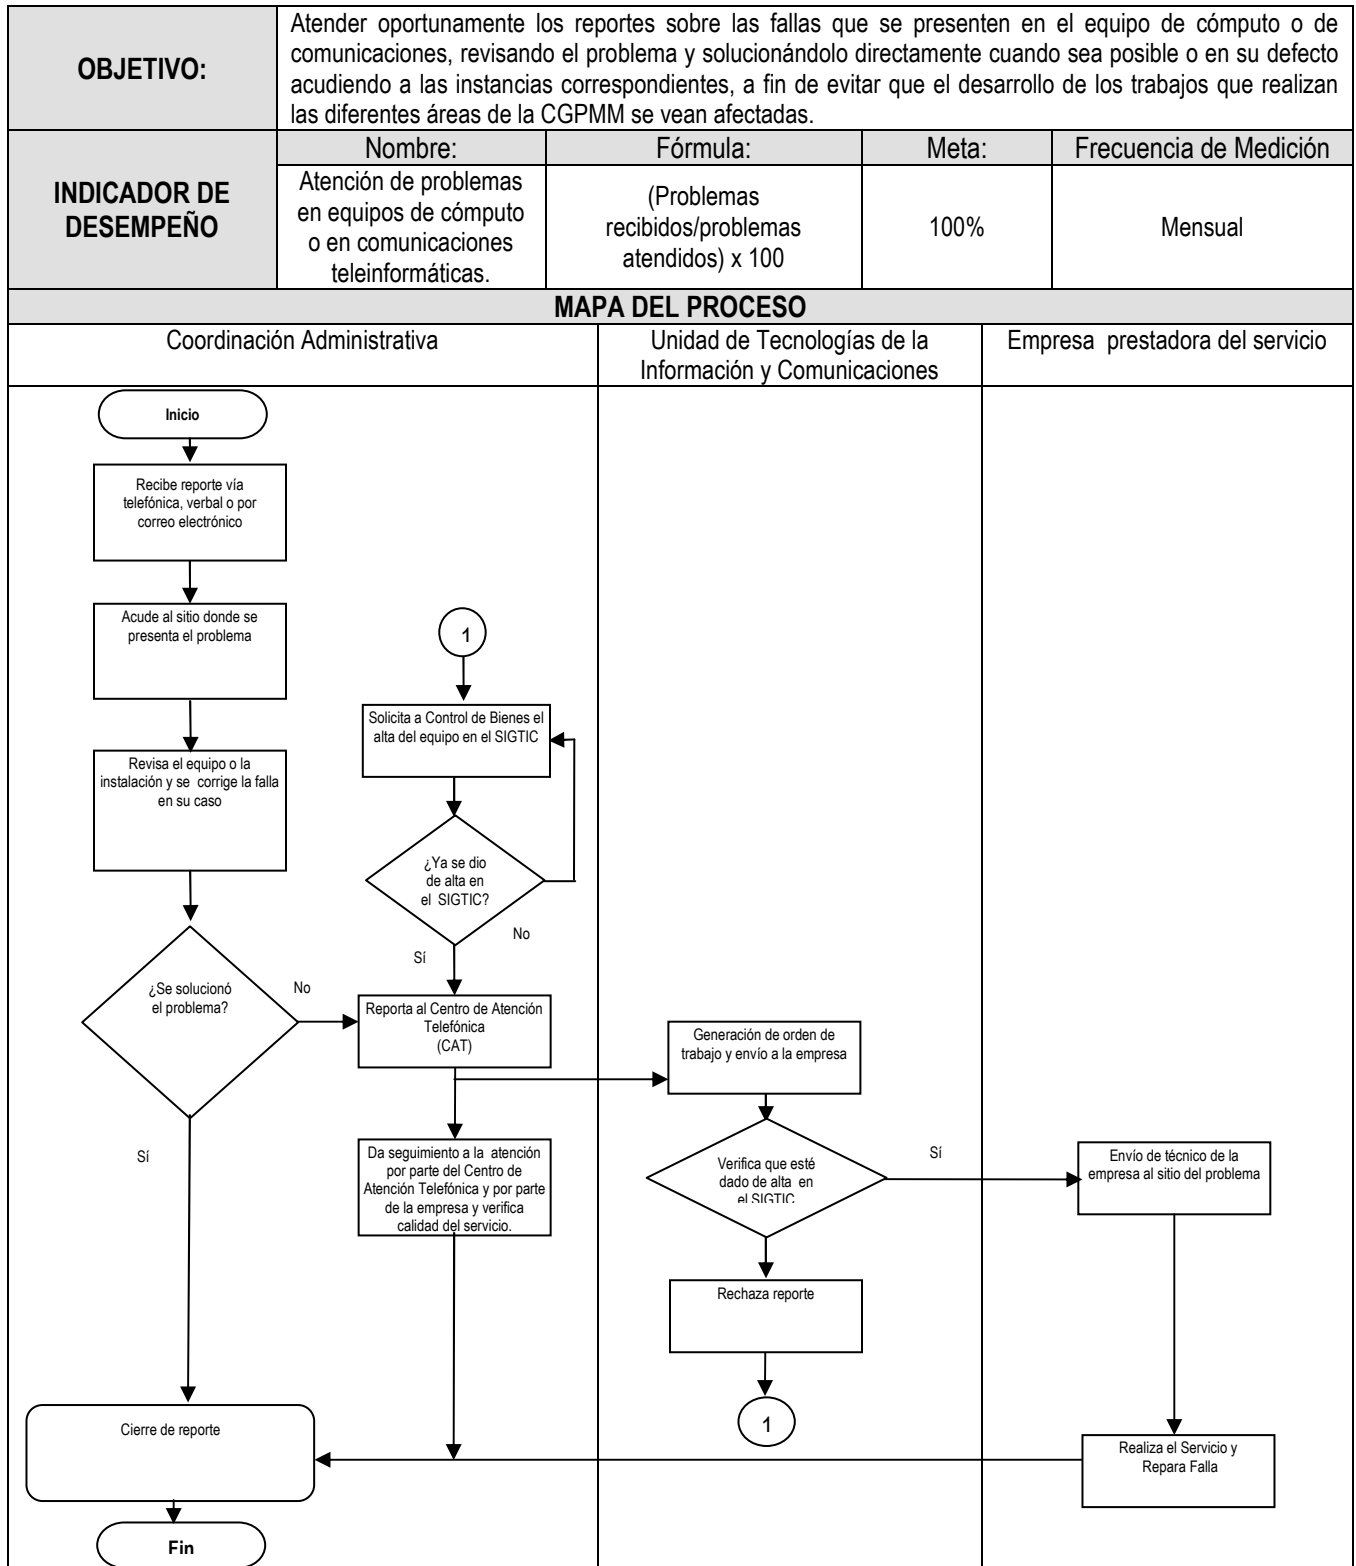 OBJETIVO:
Atender oportunamente los reportes sobre las fallas que se presenten en el equipo de cómputo o de
comunicaciones, revisando el problema y solucionándolo directamente cuando sea posible o en su defecto
acudiendo a las instancias correspondientes, a fin de evitar que el desarrollo de los trabajos que realizan
las diferentes áreas de la CGPMM se vean afectadas.
INDICADOR DE
DESEMPEÑO
Nombre:
Fórmula:
Meta:
Frecuencia de Medición
Atención de problemas
en equipos de cómputo
o en comunicaciones
teleinformáticas.
(Problemas
recibidos/problemas
atendidos) x 100
100%
Mensual
MAPA DEL PROCESO
Coordinación Administrativa
Unidad de Tecnologías de la
Información y Comunicaciones
Empresa prestadora del servicio
Inicio
Recibe reporte vía
telefónica, verbal o por
correo electrónico
Acude al sitio donde se
presenta el problema
Revisa el equipo o la
instalación y se corrige la falla
en su caso
¿Se solucionó
el problema?
No
Sí
1
Solicita a Control de Bienes el
alta del equipo en el SIGTIC
¿Ya se dio
de alta en
el SIGTIC?
No
Sí
Reporta al Centro de Atención
Telefónica
(CAT)
Da seguimiento a la atención
por parte del Centro de
Atención Telefónica y por parte
de la empresa y verifica
calidad del servicio.
Generación de orden de
trabajo y envío a la empresa
Verifica que esté
dado de alta en
el SIGTIC
Sí
Rechaza reporte
1
Envío de técnico de la
empresa al sitio del problema
Realiza el Servicio y
Repara Falla
Cierre de reporte
Fin